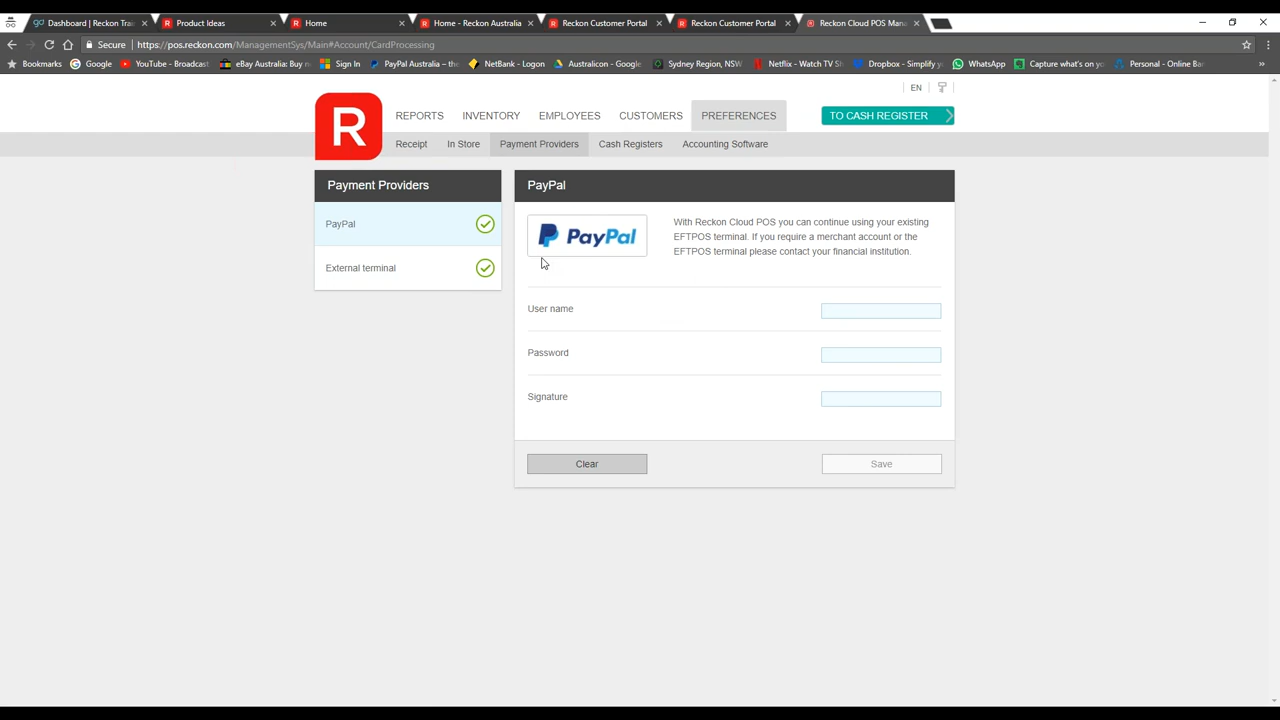 Dashboard | Reckon Trai
Product Ideas
Home
Home - Reckon Australia
Reckon Customer Portal
Reckon Customer Portal
Reckon Cloud POS Man
Secure
https://pos.reckon.com/ManagementSys/Main#Account/CardProcessing
Bookmarks
Google
YouTube - Broadcast
eBay Australia: Buy n
Sign In
PayPal Australia – the
NetBank - Logon
Australicon - Google
Sydney Region, NSW
Netflix - Watch TV Sh
Dropbox - Simplify yo
WhatsApp
Capture what's on yo
Personal - Online Ban
EN
R
REPORTS
INVENTORY
EMPLOYEES
CUSTOMERS
PREFERENCES
TO CASH REGISTER
Receipt
In Store
Payment Providers
Cash Registers
Accounting Software
Payment Providers
PayPal
External terminal
PayPal
PayPal
With Reckon Cloud POS you can continue using your existing
EFTPOS terminal. If you require a merchant account or the
EFTPOS terminal please contact your financial institution.
User name
Password
Signature
Clear
Save